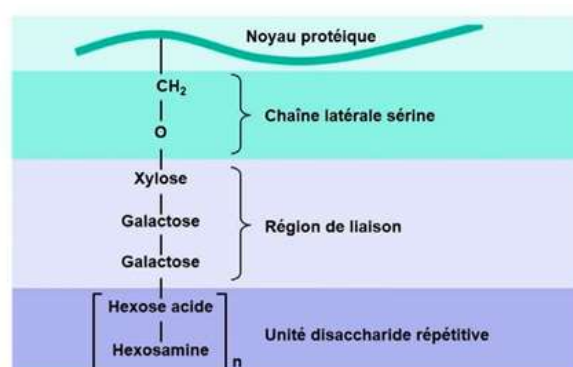 Noyau protéique
CH₂
O
Chaîne latérale sérine
Xylose
Galactose
Région de liaison
Galactose
Hexose acide
Unité disaccharide répétitive
Hexosamine
n